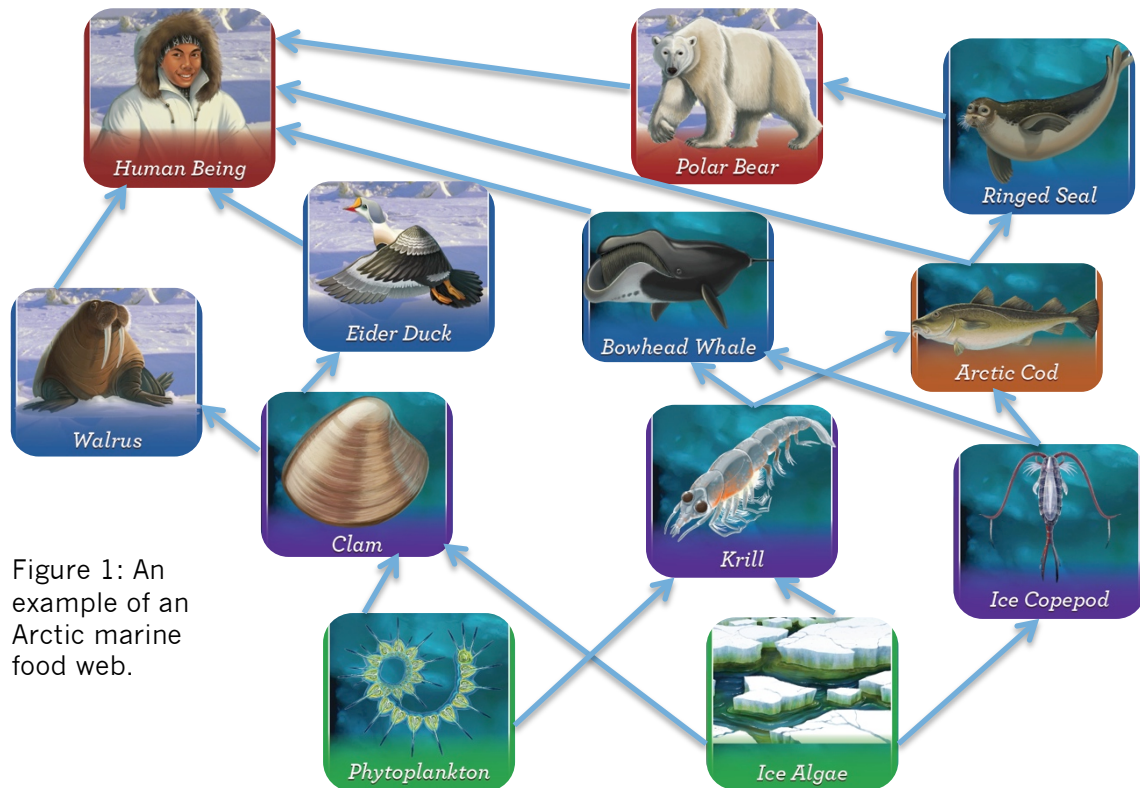 Human Being
Polar Bear
Ringed Seal
Eider Duck
Bowhead Whale
Arctic Cod
Walrus
Clam
Krill
Ice Copepod
Figure 1: An
example of an
Arctic marine
food web.
Phytoplankton
Ice Algae